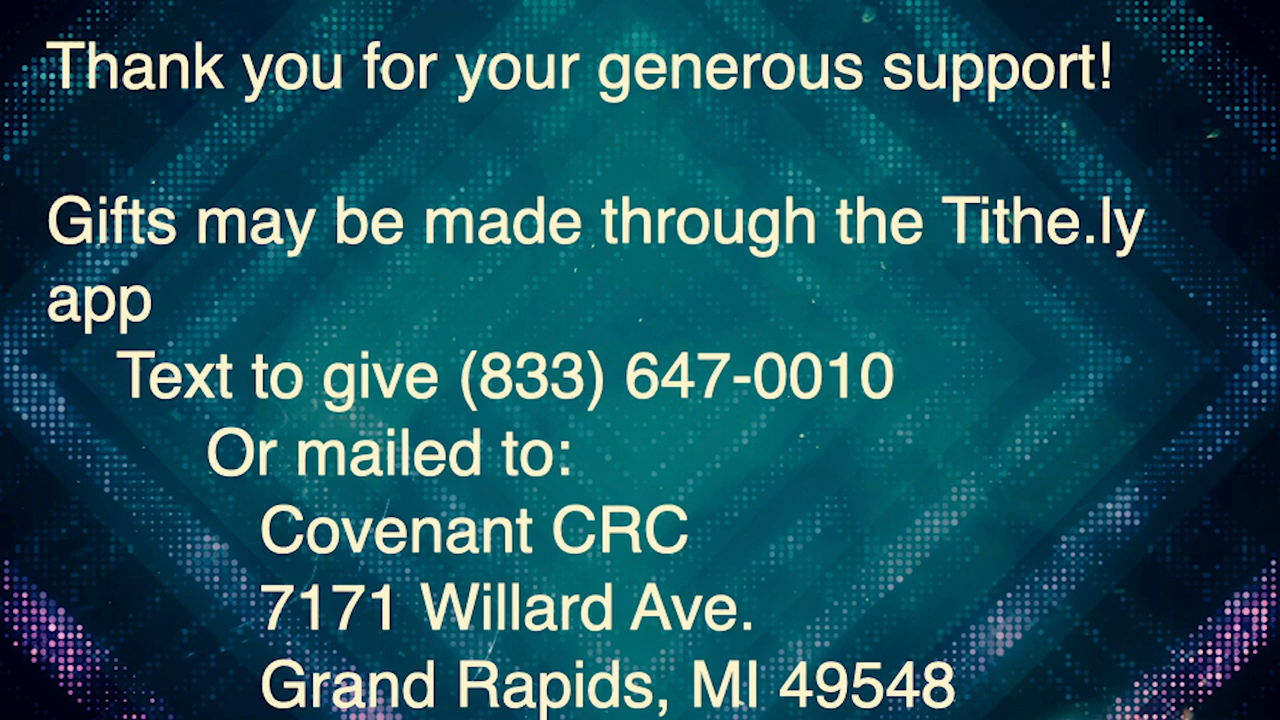 Thank you for your generous support!
Gifts may be made through the Tithe.ly
app
Text to give (833) 647-0010
Or mailed to:
Covenant CRC
7171 Willard Ave.
Grand Rapids, MI 49548